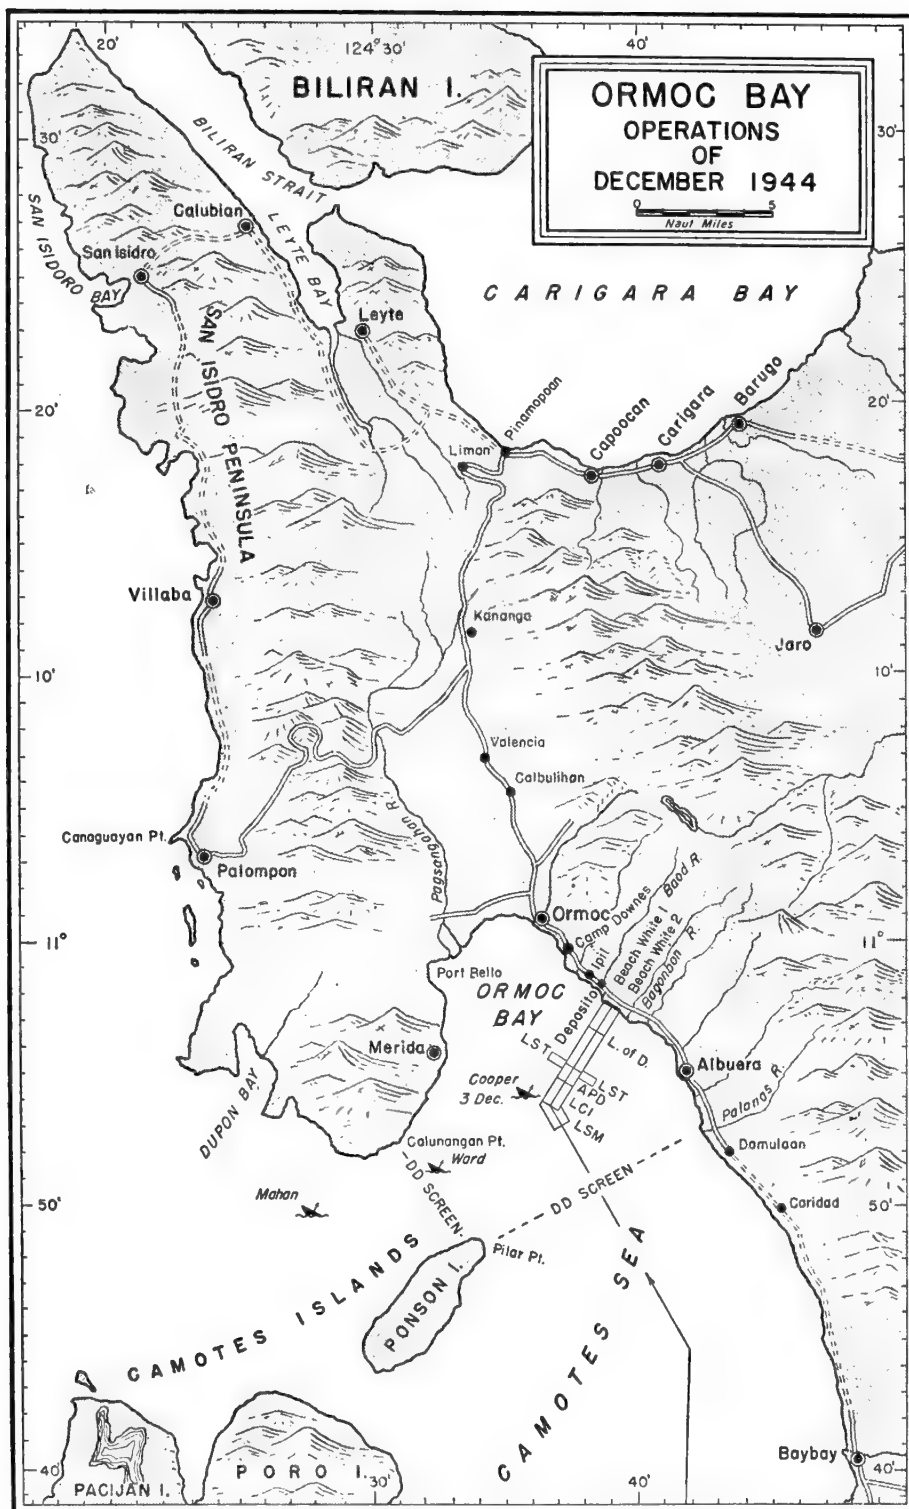 20'
124° 30'
40'
BILIRAN I.
ORMOC BAY
OPERATIONS
OF
DECEMBER 1944
0 5
Naut Miles
30'
30'
BILIRAN STRAIT
SAN ISIDORO BAY
Calubian
LEYTE BAY
San Isidro
CARIGARA BAY
Leyte
SAN ISIDRO PENINSULA
Barugo
20'
20'
Pinamopoan
Capoocan
Carigara
Limon
Villaba
Kananga
Jaro
10'
10'
Valencia
Calbulihan
Canaguayan Pt.
Palompon
Pagsangahan R.
Ormoc
Camp Downes
Ipil
Beach White 1
Baod R.
Beach White 2
Bagonbon R.
11°
11°
Port Bello
ORMOC
BAY
Deposito
L. of D.
Merida
LST
LST
APD
LCI
LSM
Albuera
Palanas R.
Cooper
3 Dec.
DUPON BAY
Calunangan Pt.
Ward
Damulaan
DD SCREEN
DD SCREEN
Mahan
50'
50'
Caridad
Pilar Pt.
CAMOTES ISLANDS
PONSON I.
CAMOTES SEA
Baybay
40'
PACIJAN I.
PORO I.
30'
40'
40'